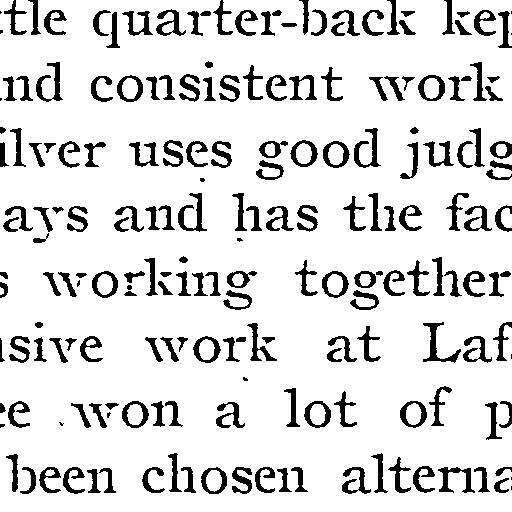 ttle quarter-back kep
nd consistent work
ilver uses good judg
ays and has the fac
s working together
sive work at Laf
ee won a lot of p
been chosen alterna